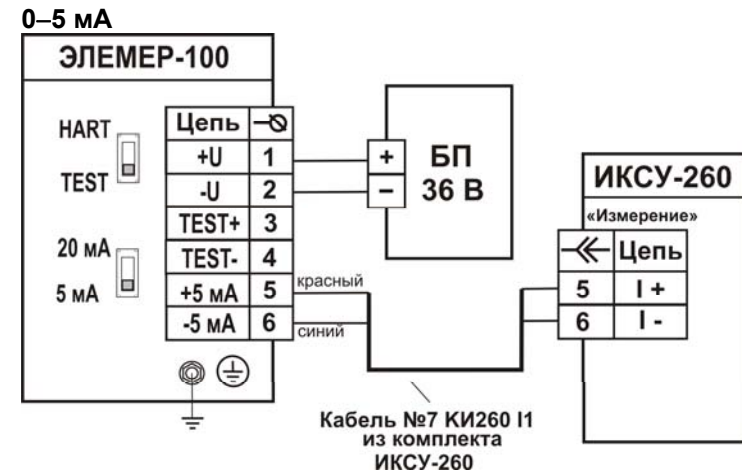 0–5 мА
ЭЛЕМЕР-100
HART
TEST
20 мА
5 мА
Цепь
+U 1
-U 2
TEST+ 3
TEST- 4
+5 мА 5
-5 мА 6
красный
синий
+
−
БП
36 В
ИКСУ-260
«Измерение»
Цепь
5 I +
6 I -
Кабель №7 КИ260 I1
из комплекта
ИКСУ-260